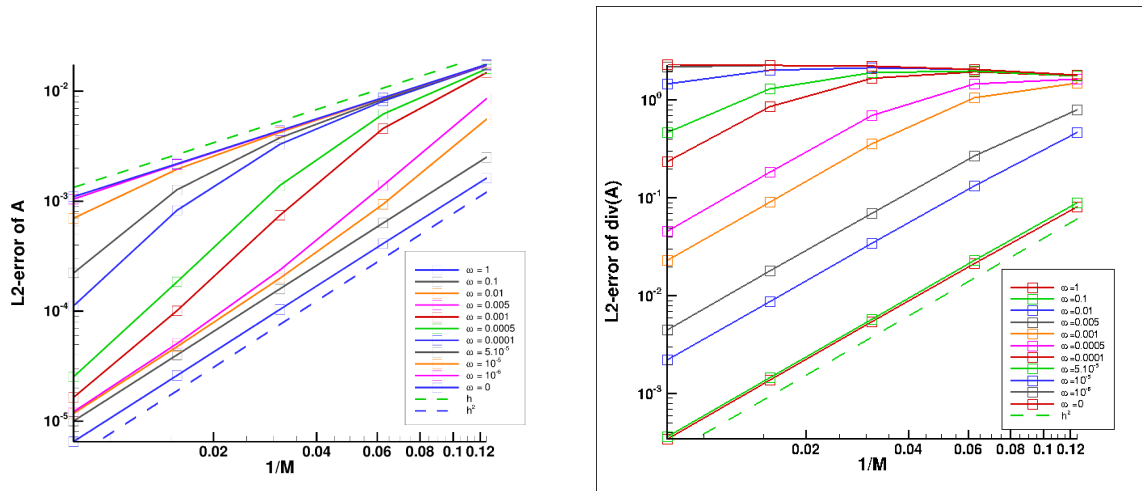 L2-error of A
10⁻²
10⁻³
10⁻⁴
10⁻⁵
0.02
0.04
0.06
0.08
0.1
0.12
1/M
ω = 1
ω = 0.1
ω = 0.01
ω = 0.005
ω = 0.001
ω = 0.0005
ω = 0.0001
ω = 5.10⁻⁵
ω = 10⁻⁵
ω = 10⁻⁶
ω = 0
h
h²
L2-error of div(A)
10⁰
10⁻¹
10⁻²
10⁻³
0.02
0.04
0.06
0.08
0.10
0.12
1/M
ω =1
ω =0.1
ω =0.01
ω =0.005
ω =0.001
ω =0.0005
ω =0.0001
ω =5.10⁻⁵
ω =10⁻⁵
ω =10⁻⁶
ω =0
h²